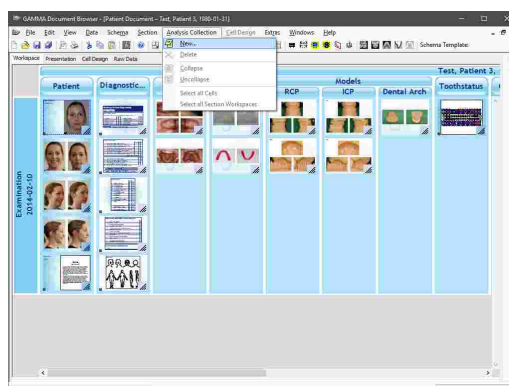 GAMMA Document Browser - [Patient Document - Test, Patient 3, 1980-01-31]
File Edit View Data Schema Section Analysis Collection Cell Design Extras Windows Help
Schema Template:
New...
Delete
Collapse
Uncollapse
Select all Cells
Select all Section Workspaces
Workspace Presentation Cell Design Raw Data
Test, Patient 3,
Models
Patient Diagnostic... RCP ICP Dental Arch Toothstatus
Examination
2014-02-10